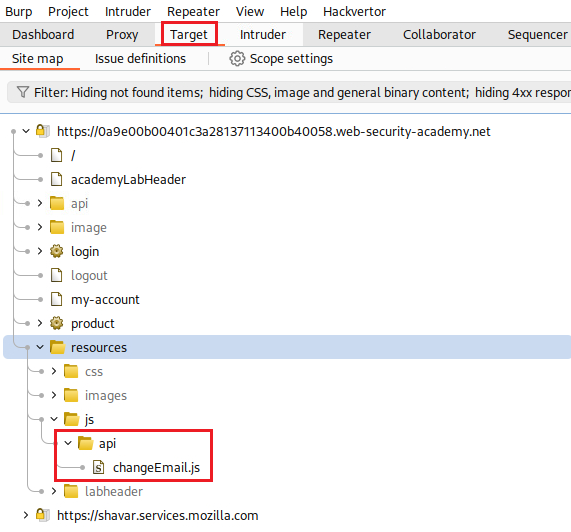 Burp Project Intruder Repeater View Help Hackvertor
Dashboard Proxy Target Intruder Repeater Collaborator Sequencer
Site map Issue definitions Scope settings
Filter: Hiding not found items; hiding CSS, image and general binary content; hiding 4xx respon
https://0a9e00b00401c3a28137113400b40058.web-security-academy.net
/
academyLabHeader
api
image
login
logout
my-account
product
resources
css
images
js
api
changeEmail.js
labheader
https://shavar.services.mozilla.com